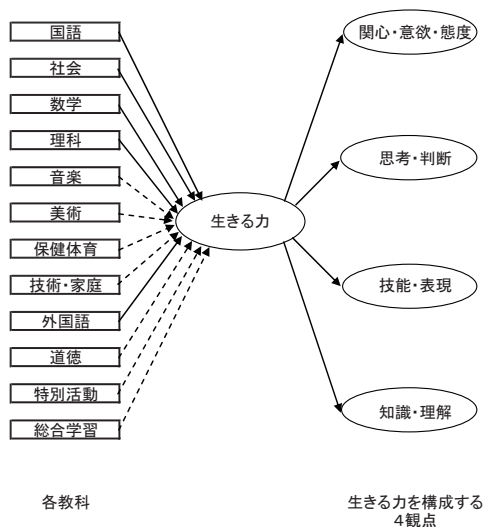 国語
社会
数学
理科
音楽
美術
保健体育
技術・家庭
外国語
道徳
特別活動
総合学習
生きる力
関心・意欲・態度
思考・判断
技能・表現
知識・理解
各教科
生きる力を構成する
4観点